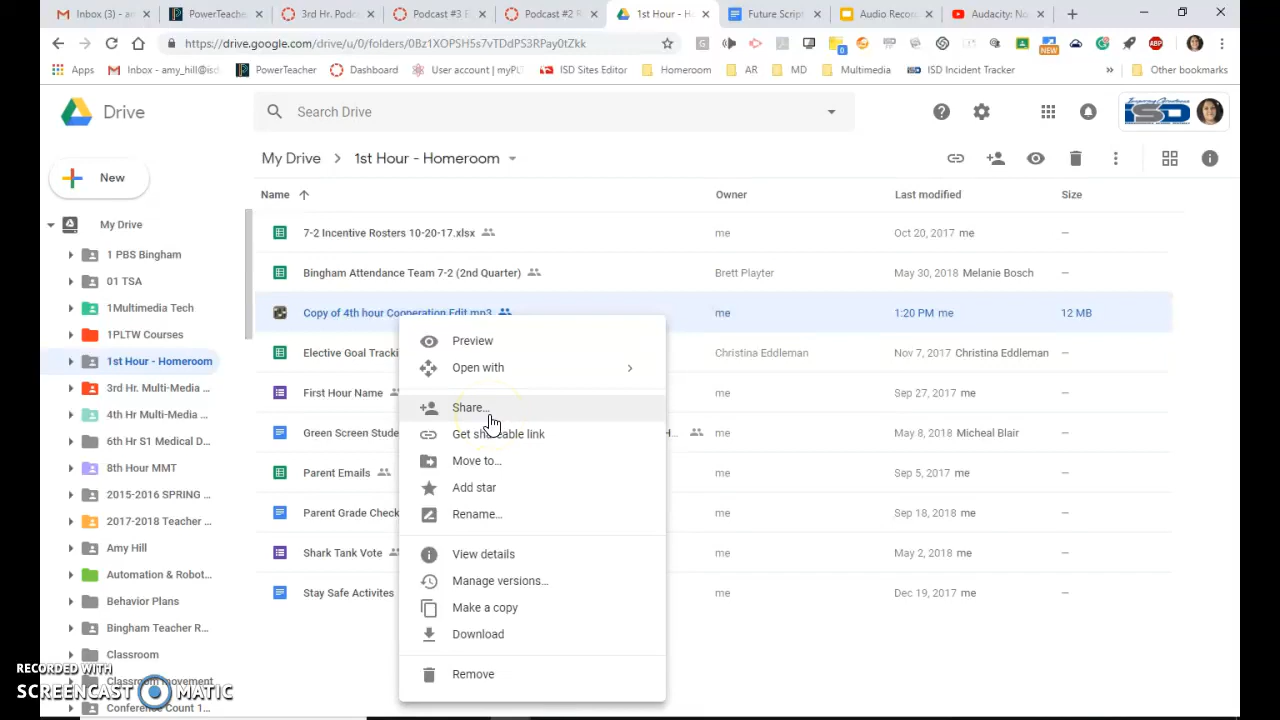 Inbox (
PowerTeache
3rd Hr. Podc
Podcast #3 F
Podcast #2 R
1st Hour - H
Future Script
Audio Record
Audacity: No
https://drive.google.com/drive/u/0/folders/
NEW
ABP
Apps
Inbox - amy_hill@isd
PowerTeacher
Dashboard
User account | myPL
ISD Sites Editor
Homeroom
AR
MD
Multimedia
ISD Incident Tracker
Other bookmarks
Drive
Search Drive
ISD
New
My Drive
1st Hour - Homeroom
Name
Owner
Last modified
Size
My Drive
1 PBS Bingham
01 TSA
1Multimedia Tech
1PLTW Courses
1st Hour - Homeroom
3rd Hr. Multi-Media ...
4th Hr Multi-Media ...
6th Hr S1 Medical D...
8th Hour MMT
2015-2016 SPRING ...
2017-2018 Teacher ...
Amy Hill
Automation & Robot...
Behavior Plans
Bingham Teacher R...
Classroom
Classroom movement
Conference Count 1...
7-2 Incentive Rosters 10-20-17.xlsx me Oct 20, 2017 me –
Bingham Attendance Team 7-2 (2nd Quarter) Brett Playter May 30, 2018 Melanie Bosch –
Copy of 4th hour Cooperation Edit.mp3 me 1:20 PM me 12 MB
Elective Goal Tracki Christina Eddleman Nov 7, 2017 Christina Eddleman –
First Hour Name me Sep 27, 2017 me –
Green Screen Stude H... me May 8, 2018 Micheal Blair –
Parent Emails me Sep 5, 2017 me –
Parent Grade Check me Sep 18, 2018 me –
Shark Tank Vote me May 2, 2018 me –
Stay Safe Activites me Dec 19, 2017 me –
Preview
Open with
Share...
Get shareable link
Move to...
Add star
Rename...
View details
Manage versions...
Make a copy
Download
Remove
RECORDED WITH
SCREENCAST MATIC